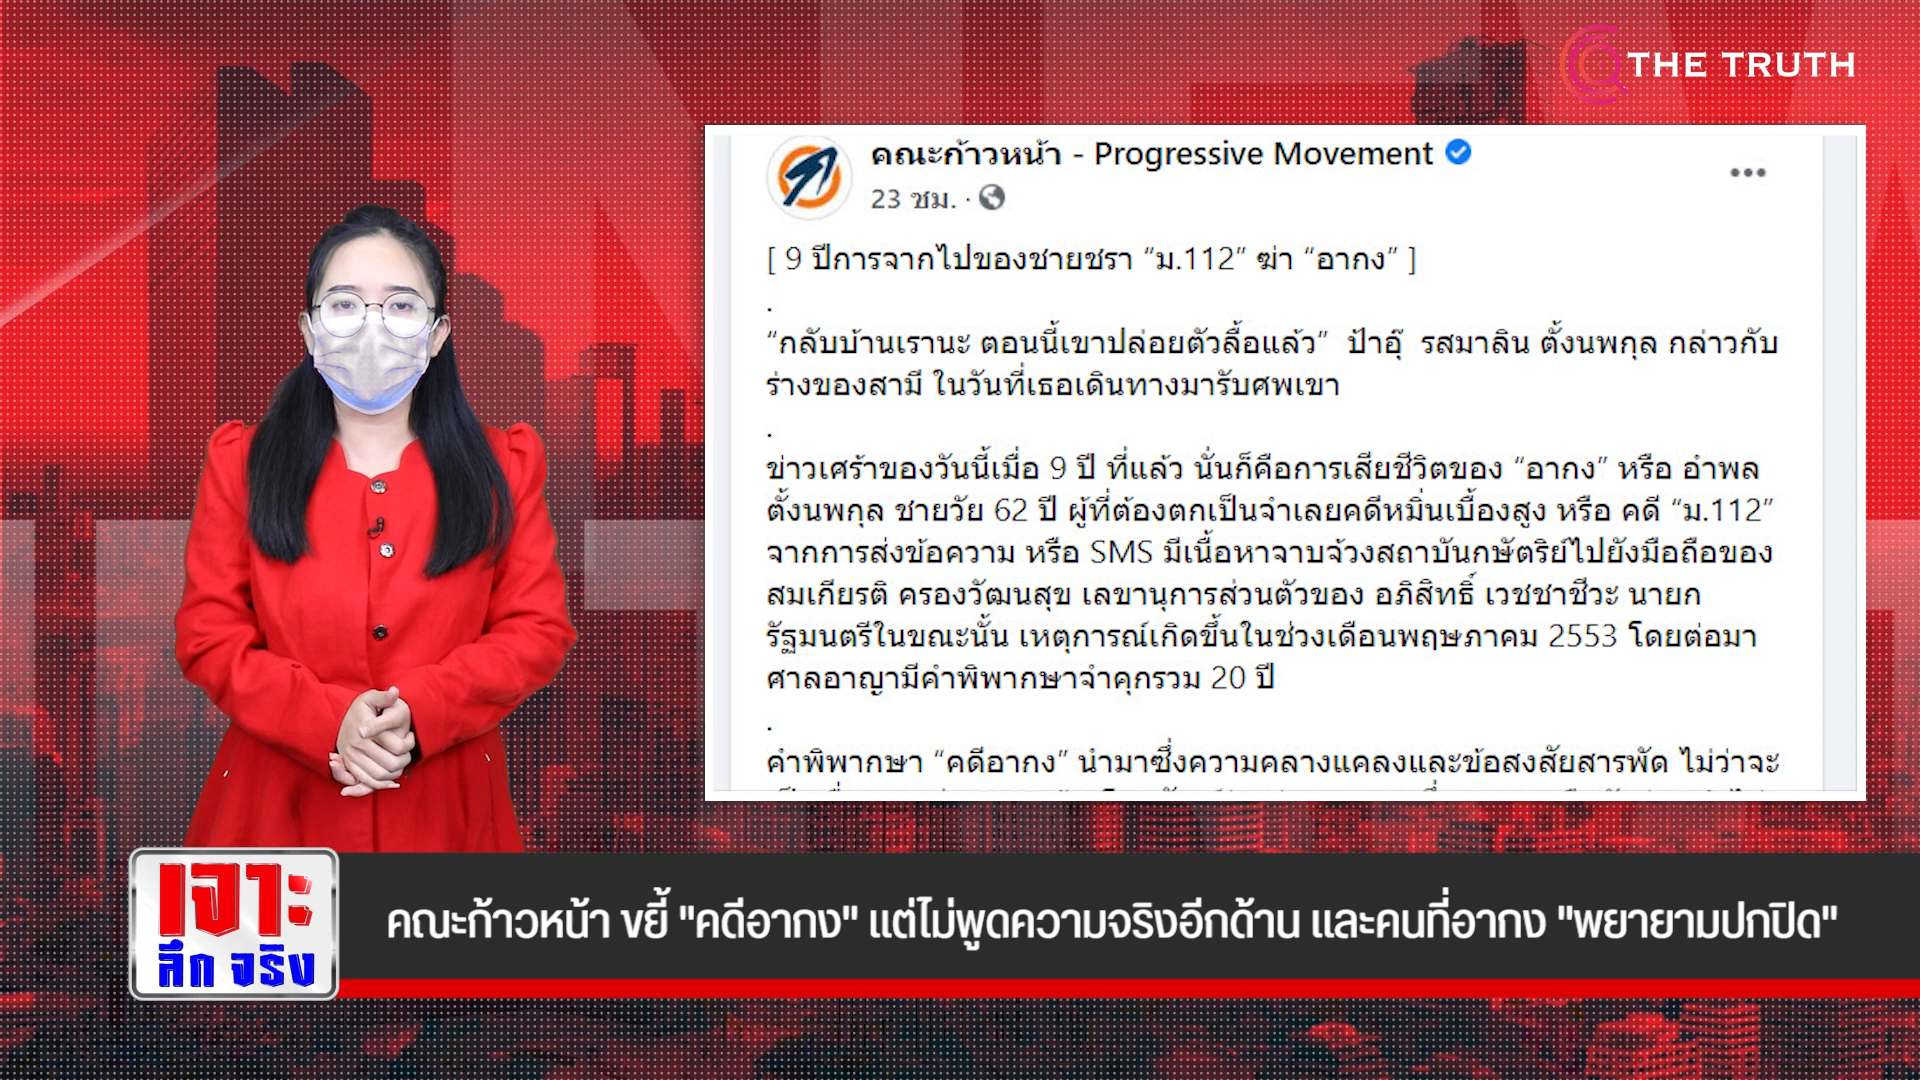 THE TRUTH
คณะก้าวหน้า - Progressive Movement
23 ชม. ·
[ 9 ปีการจากไปของชายชรา “ม.112” ฆ่า “อากง” ]
.
“กลับบ้านเรานะ ตอนนี้เขาปล่อยตัวลื้อแล้ว” ป้าอุ๊ รสมาลิน ตั้งนพกุล กล่าวกับ
ร่างของสามี ในวันที่เธอเดินทางมารับศพเขา
.
ข่าวเศร้าของวันนี้เมื่อ 9 ปี ที่แล้ว นั่นก็คือการเสียชีวิตของ “อากง” หรือ อำพล
ตั้งนพกุล ชายวัย 62 ปี ผู้ที่ต้องตกเป็นจำเลยคดีหมิ่นเบื้องสูง หรือ คดี “ม.112”
จากการส่งข้อความ หรือ SMS มีเนื้อหาจาบจ้วงสถาบันกษัตริย์ไปยังมือถือของ
สมเกียรติ ครองวัฒนสุข เลขานุการส่วนตัวของ อภิสิทธิ์ เวชชาชีวะ นายก
รัฐมนตรีในขณะนั้น เหตุการณ์เกิดขึ้นในช่วงเดือนพฤษภาคม 2553 โดยต่อมา
ศาลอาญามีคำพิพากษาจำคุกรวม 20 ปี
.
คำพิพากษา “คดีอากง” นำมาซึ่งความคลางแคลงและข้อสงสัยสารพัด ไม่ว่าจะ
เจาะ
ลึก จริง
คณะก้าวหน้า ขยี้ "คดีอากง" แต่ไม่พูดความจริงอีกด้าน และคนที่อากง "พยายามปกปิด"